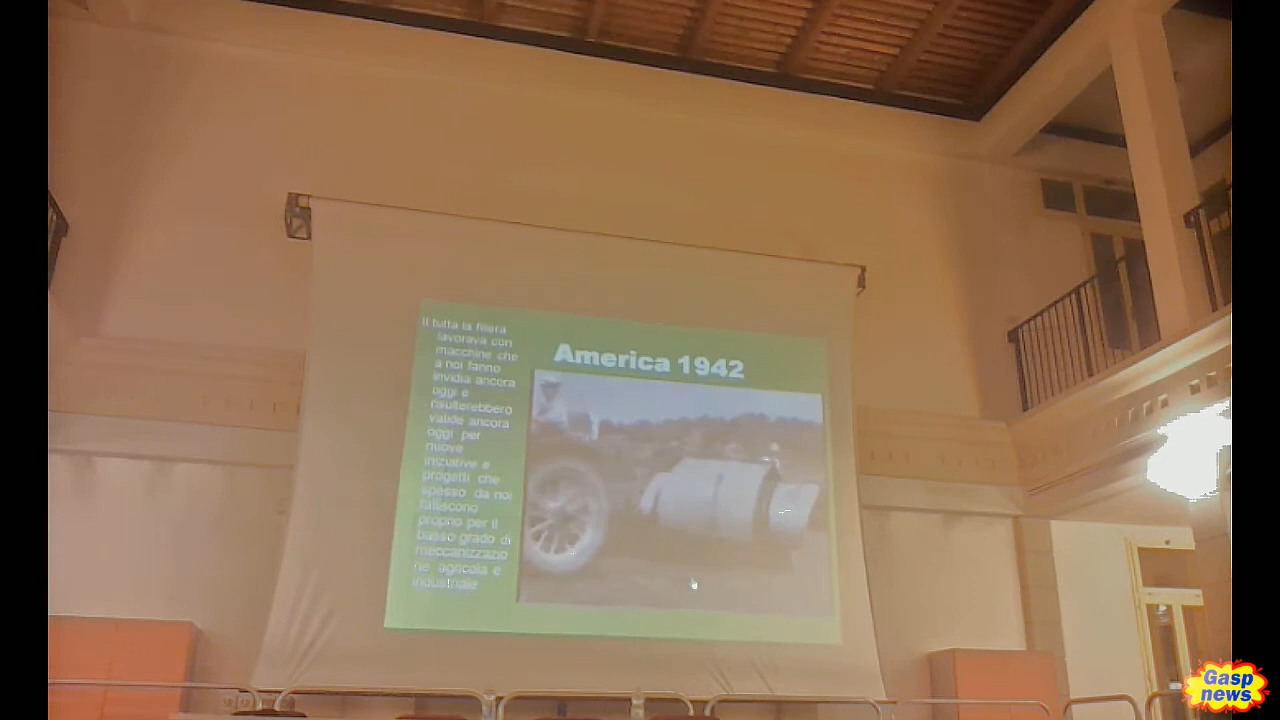 America 1942
Il tutta la filiera
lavorava con
macchine che
a noi fanno
invidia ancora
oggi e
risulterebbero
valide ancora
oggi per
nuove
iniziative e
progetti che
spesso da noi
falliscono
proprio per il
basso grado di
meccanizzazio
ne agricola e
industriale
Gasp
news